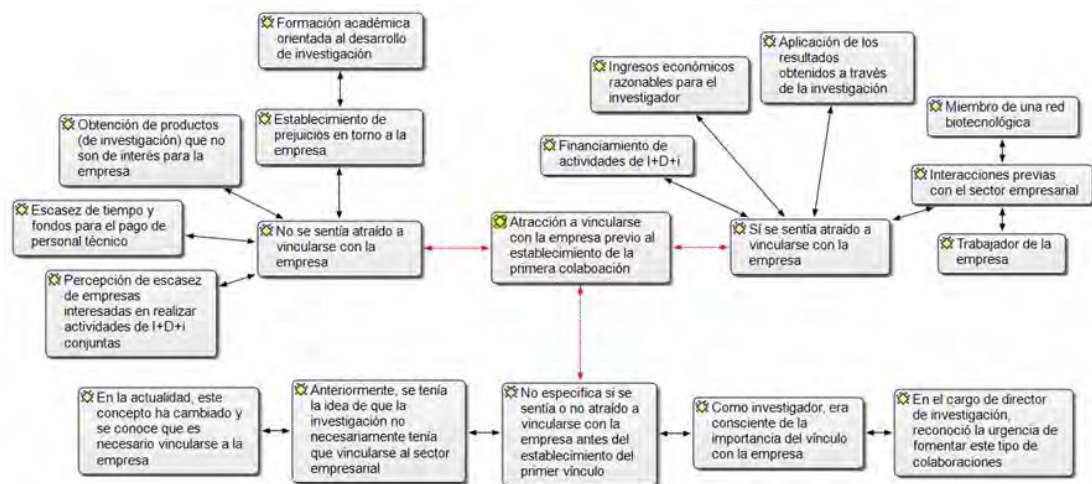 Formación académica
orientada al desarrollo
de investigación
Establecimiento de
prejuicios en torno a la
empresa
Obtención de productos
(de investigación) que no
son de interés para la
empresa
Escasez de tiempo y
fondos para el pago de
personal técnico
Percepción de escasez
de empresas
interesadas en realizar
actividades de I+D+i
conjuntas
No se sentía atraído a
vincularse con la
empresa
Atracción a vincularse
con la empresa previo al
establecimiento de la
primera colaboación
Ingresos económicos
razonables para el
investigador
Aplicación de los
resultados
obtenidos a través
de la investigación
Financiamiento de
actividades de I+D+i
Sí se sentía atraído a
vincularse con la
empresa
Miembro de una red
biotecnológica
Interacciones previas
con el sector empresarial
Trabajador de la
empresa
En la actualidad, este
concepto ha cambiado y
se conoce que es
necesario vincularse a la
empresa
Anteriormente, se tenía
la idea de que la
investigación no
necesariamente tenía
que vincularse al sector
empresarial
No especifica si se
sentía o no atraído a
vincularse con la
empresa antes del
establecimiento del
primer vínculo
Como investigador, era
consciente de la
importancia del vínculo
con la empresa
En el cargo de director
de investigación,
reconoció la urgencia de
fomentar este tipo de
colaboraciones